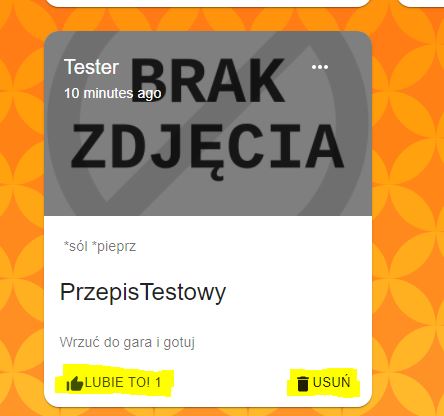 Tester
10 minutes ago
BRAK
ZDJĘCIA
*sól *pieprz
PrzepisTestowy
Wrzuć do gara i gotuj
LUBIE TO! 1
USUŃ